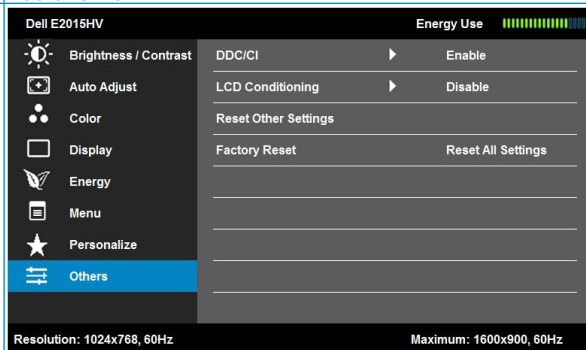 Dell E2015HV Energy Use
Brightness / Contrast DDC/CI Enable
Auto Adjust LCD Conditioning Disable
Color Reset Other Settings
Display Factory Reset Reset All Settings
Energy
Menu
Personalize
Others
Resolution: 1024x768, 60Hz Maximum: 1600x900, 60Hz